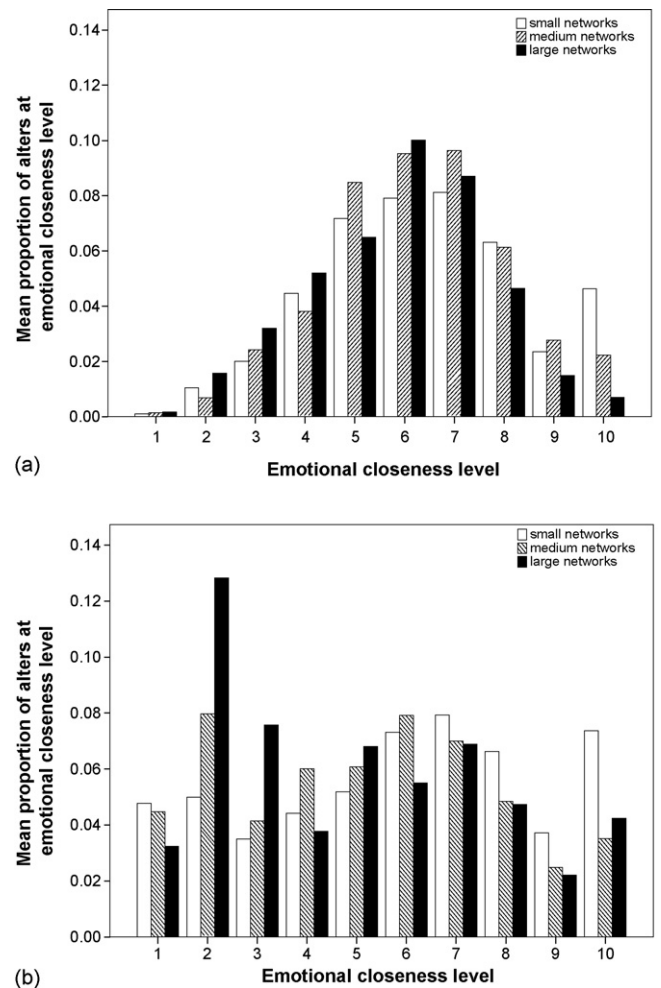 small networks
medium networks
large networks
0.14
0.12
0.10
0.08
0.06
0.04
0.02
0.00
Mean proportion of alters at
emotional closeness level
1 2 3 4 5 6 7 8 9 10
Emotional closeness level
(a)
small networks
medium networks
large networks
0.14
0.12
0.10
0.08
0.06
0.04
0.02
0.00
Mean proportion of alters at
emotional closeness level
1 2 3 4 5 6 7 8 9 10
Emotional closeness level
(b)